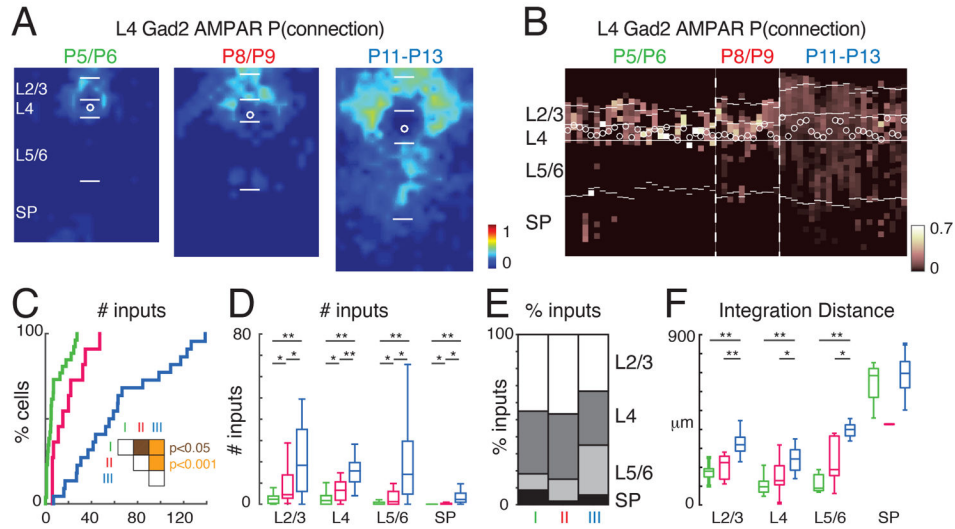 A
L4 Gad2 AMPAR P(connection)
P5/P6
P8/P9
P11-P13
L2/3
L4
L5/6
SP
1
0
B
L4 Gad2 AMPAR P(connection)
P5/P6
P8/P9
P11-P13
L2/3
L4
L5/6
SP
0.7
0
C
# inputs
100
% cells
0
0
40
80
120
I
II
III
I
II
III
p<0.05
p<0.001
D
# inputs
80
# inputs
0
** ** ** **
* * * ** * * * *
L2/3
L4
L5/6
SP
E
% inputs
100
% inputs
0
L2/3
L4
L5/6
SP
I
II
III
F
Integration Distance
900
µm
0
** ** **
** * *
L2/3
L4
L5/6
SP